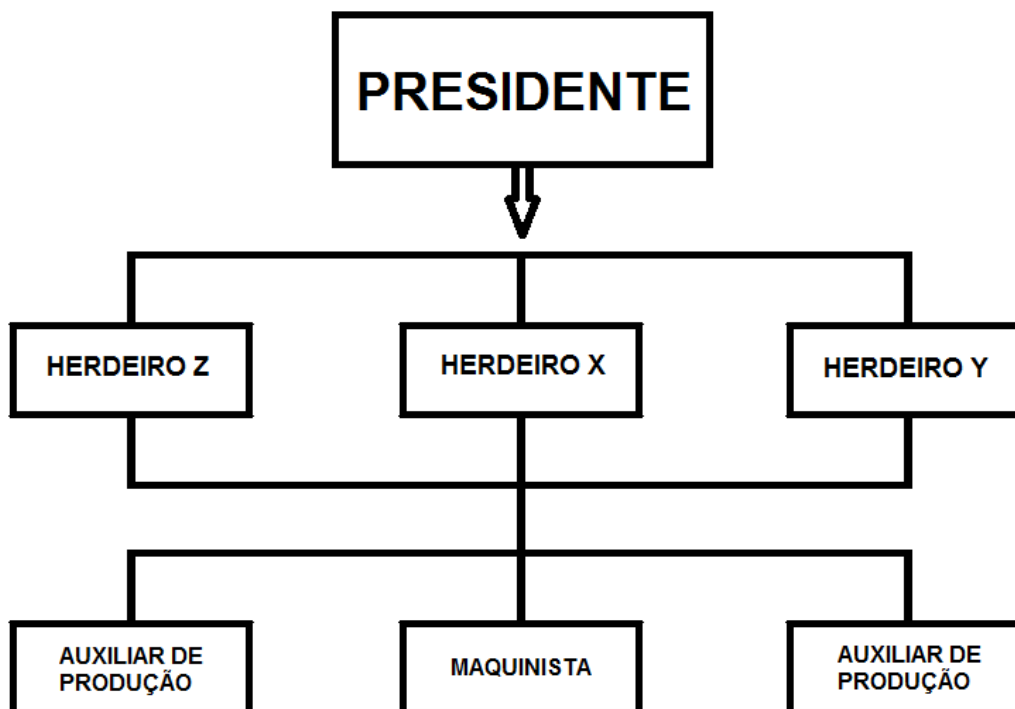 PRESIDENTE
HERDEIRO Z
HERDEIRO X
HERDEIRO Y
AUXILIAR DE
PRODUÇÃO
MAQUINISTA
AUXILIAR DE
PRODUÇÃO